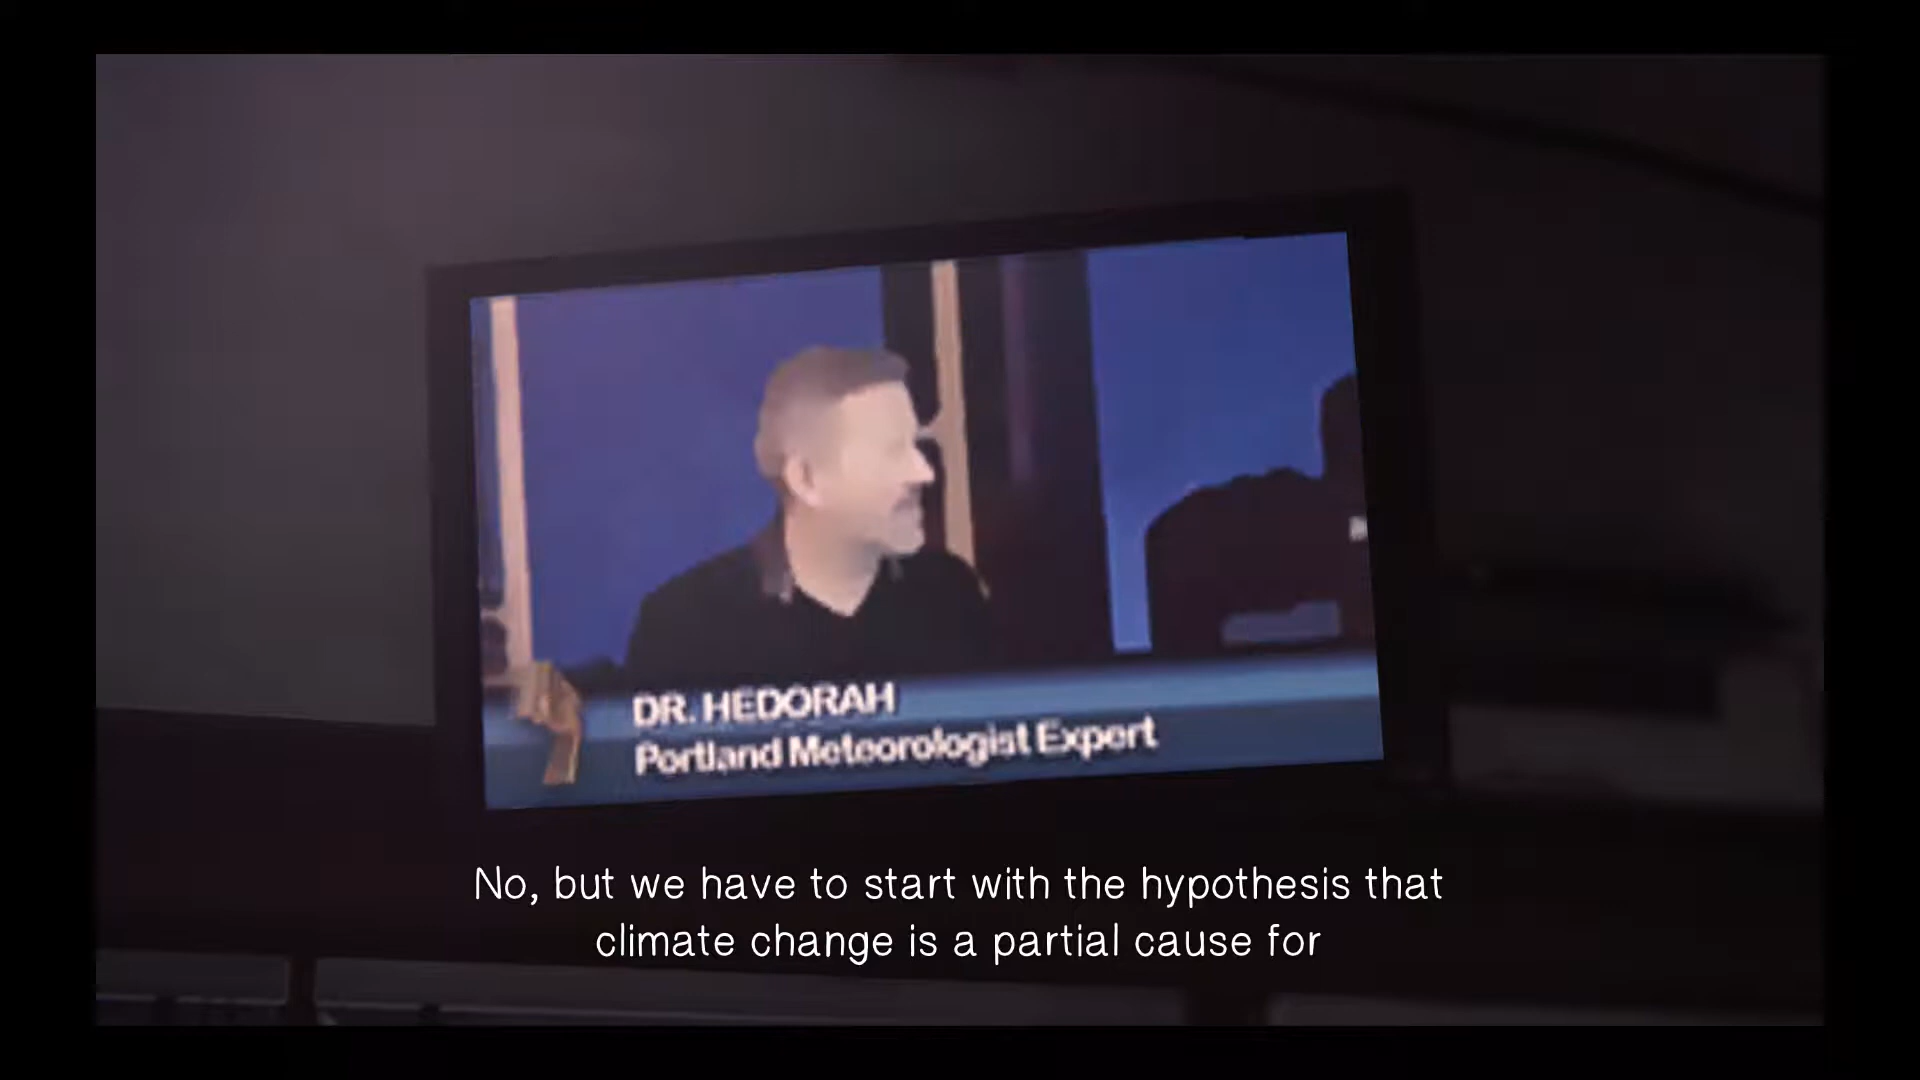 DR. HEDORAH
Portland Meteorologist Expert
No, but we have to start with the hypothesis that
climate change is a partial cause for